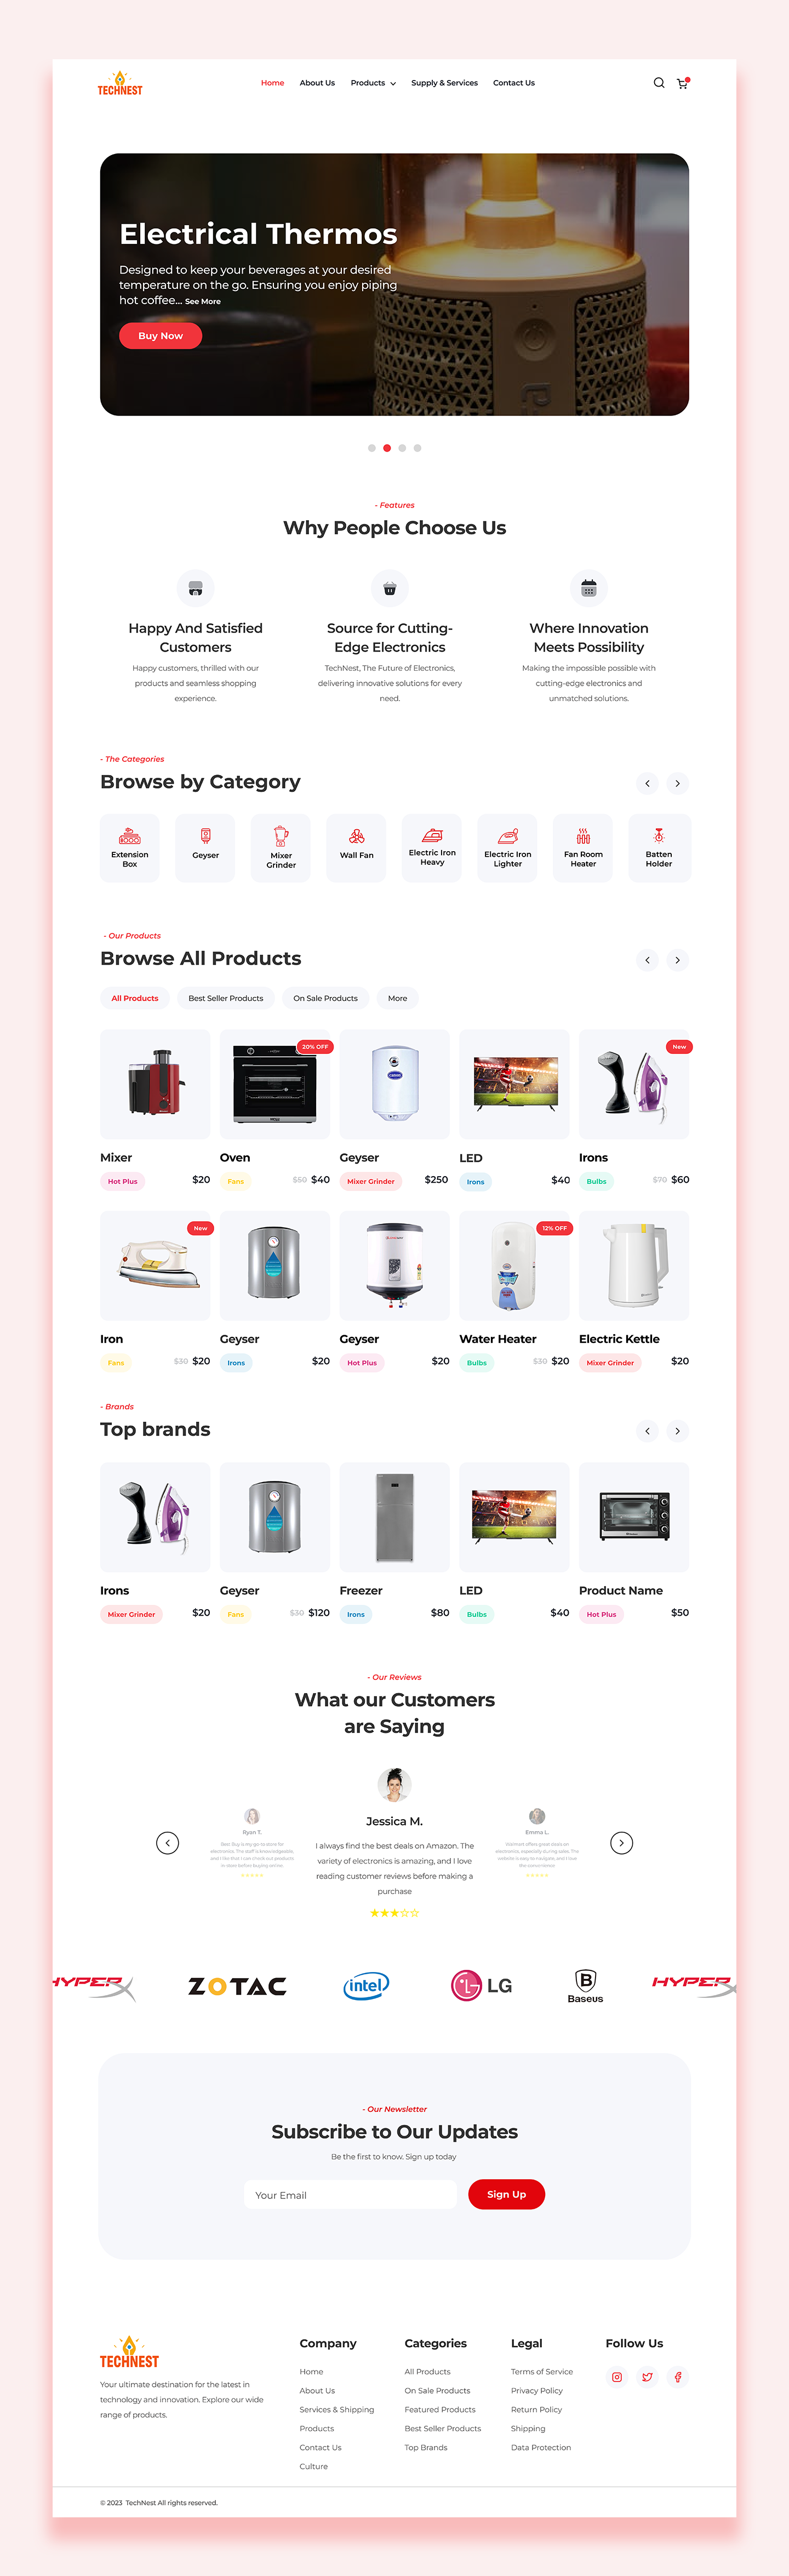 TECHNEST
Home
About Us
Products
Supply & Services
Contact Us
Electrical Thermos
Designed to keep your beverages at your desired
temperature on the go. Ensuring you enjoy piping
hot coffee... See More
Buy Now
- Features
Why People Choose Us
Happy And Satisfied
Customers
Happy customers, thrilled with our
products and seamless shopping
experience.
Source for Cutting-
Edge Electronics
TechNest, The Future of Electronics,
delivering innovative solutions for every
need.
Where Innovation
Meets Possibility
Making the impossible possible with
cutting-edge electronics and
unmatched solutions.
- The Categories
Browse by Category
Extension
Box
Geyser
Mixer
Grinder
Wall Fan
Electric Iron
Heavy
Electric Iron
Lighter
Fan Room
Heater
Batten
Holder
- Our Products
Browse All Products
All Products
Best Seller Products
On Sale Products
More
20% OFF
New
Mixer
Hot Plus
$20
Oven
Fans
$50 $40
Geyser
Mixer Grinder
$250
LED
Irons
$40
Irons
Bulbs
$70 $60
New
12% OFF
Iron
Fans
$30 $20
Geyser
Irons
$20
Geyser
Hot Plus
$20
Water Heater
Bulbs
$30 $20
Electric Kettle
Mixer Grinder
$20
- Brands
Top brands
Irons
Mixer Grinder
$20
Geyser
Fans
$30 $120
Freezer
Irons
$80
LED
Bulbs
$40
Product Name
Hot Plus
$50
- Our Reviews
What our Customers
are Saying
Ryan T.
Best Buy is my go-to store for
electronics. The staff is knowledgeable,
and I like that I can check out products
in-store before buying online.
Jessica M.
I always find the best deals on Amazon. The
variety of electronics is amazing, and I love
reading customer reviews before making a
purchase
Emma L.
Walmart offers great deals on
electronics, especially during sales. The
website is easy to navigate, and I love
the convenience
HYPERX
ZOTAC
intel
LG
Baseus
HYPERX
- Our Newsletter
Subscribe to Our Updates
Be the first to know. Sign up today
Your Email
Sign Up
TECHNEST
Your ultimate destination for the latest in
technology and innovation. Explore our wide
range of products.
Company
Home
About Us
Services & Shipping
Products
Contact Us
Culture
Categories
All Products
On Sale Products
Featured Products
Best Seller Products
Top Brands
Legal
Terms of Service
Privacy Policy
Return Policy
Shipping
Data Protection
Follow Us
© 2023 TechNest All rights reserved.